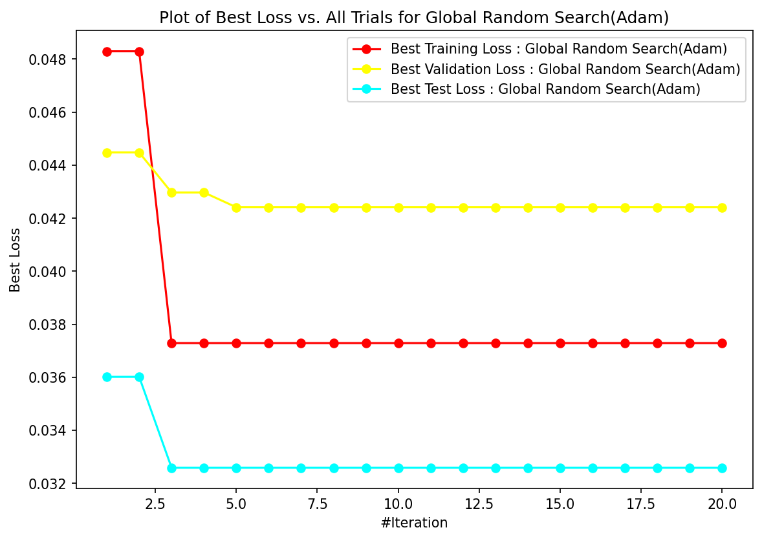 Plot of Best Loss vs. All Trials for Global Random Search(Adam)
Best Training Loss : Global Random Search(Adam)
Best Validation Loss : Global Random Search(Adam)
Best Test Loss : Global Random Search(Adam)
Best Loss
0.048
0.046
0.044
0.042
0.040
0.038
0.036
0.034
0.032
2.5 5.0 7.5 10.0 12.5 15.0 17.5 20.0
#Iteration